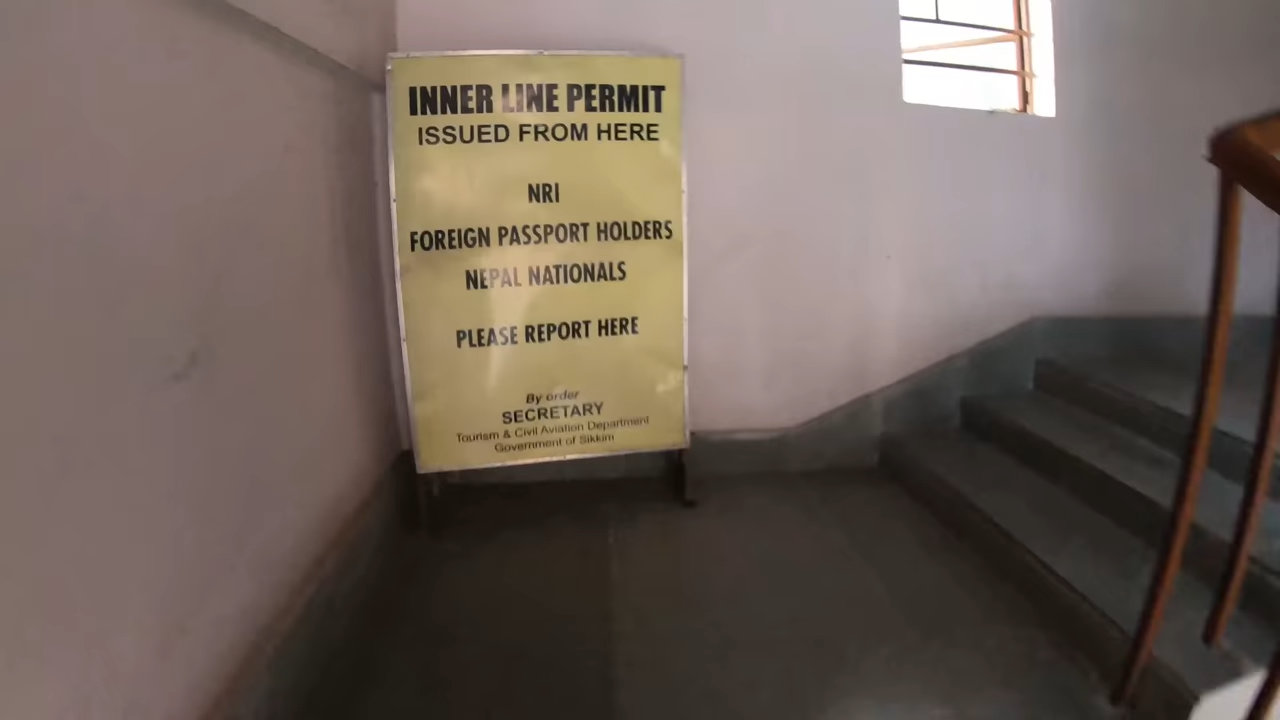 INNER LINE PERMIT
ISSUED FROM HERE
NRI
FOREIGN PASSPORT HOLDERS
NEPAL NATIONALS
PLEASE REPORT HERE
By order
SECRETARY
Tourism & Civil Aviation Department
Government of Sikkim